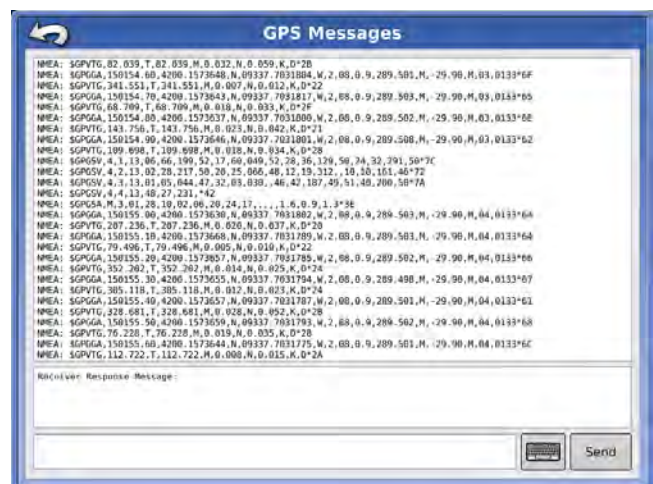 GPS Messages
NMEA: $GPVTG,82.039,T,82.039,M,0.032,N,0.059,K,D*2B
NMEA: $GPGGA,150154.60,4200.1573648,N,09337.7031804,W,2,08,0.9,289.501,M,-29.90,M,03,0133*6F
NMEA: $GPVTG,341.551,T,341.551,M,0.007,N,0.012,K,D*22
NMEA: $GPGGA,150154.70,4200.1573643,N,09337.7031817,W,2,08,0.9,289.503,M,-29.90,M,03,0133*65
NMEA: $GPVTG,68.709,T,68.709,M,0.018,N,0.033,K,D*2F
NMEA: $GPGGA,150154.80,4200.1573637,N,09337.7031800,W,2,08,0.9,289.502,M,-29.90,M,03,0133*6E
NMEA: $GPVTG,143.756,T,143.756,M,0.023,N,0.042,K,D*21
NMEA: $GPGGA,150154.90,4200.1573646,N,09337.7031801,W,2,08,0.9,289.508,M,-29.90,M,03,0133*62
NMEA: $GPVTG,109.698,T,109.698,M,0.018,N,0.034,K,D*28
NMEA: $GPGSV,4,1,13,06,66,199,52,17,60,049,52,28,36,129,50,24,32,291,50*7C
NMEA: $GPGSV,4,2,13,02,28,217,50,20,25,066,48,12,19,312,,10,10,161,46*72
NMEA: $GPGSV,4,3,13,01,05,044,47,32,03,030,,46,42,187,49,51,48,200,50*7A
NMEA: $GPGSV,4,4,13,48,27,231,*42
NMEA: $GPGSA,M,3,01,28,10,02,06,20,24,17,,,,,1.6,0.9,1.3*3E
NMEA: $GPGGA,150155.00,4200.1573630,N,09337.7031802,W,2,08,0.9,289.503,M,-29.90,M,04,0133*64
NMEA: $GPVTG,207.236,T,207.236,M,0.020,N,0.037,K,D*20
NMEA: $GPGGA,150155.10,4200.1573668,N,09337.7031789,W,2,08,0.9,289.503,M,-29.90,M,04,0133*64
NMEA: $GPVTG,79.496,T,79.496,M,0.005,N,0.010,K,D*22
NMEA: $GPGGA,150155.20,4200.1573657,N,09337.7031785,W,2,08,0.9,289.502,M,-29.90,M,04,0133*66
NMEA: $GPVTG,352.202,T,352.202,M,0.014,N,0.025,K,D*24
NMEA: $GPGGA,150155.30,4200.1573655,N,09337.7031794,W,2,08,0.9,289.498,M,-29.90,M,04,0133*67
NMEA: $GPVTG,305.118,T,305.118,M,0.012,N,0.023,K,D*24
NMEA: $GPGGA,150155.40,4200.1573657,N,09337.7031787,W,2,08,0.9,289.501,M,-29.90,M,04,0133*61
NMEA: $GPVTG,328.681,T,328.681,M,0.028,N,0.052,K,D*2B
NMEA: $GPGGA,150155.50,4200.1573659,N,09337.7031793,W,2,08,0.9,289.502,M,-29.90,M,04,0133*68
NMEA: $GPVTG,76.228,T,76.228,M,0.019,N,0.035,K,D*28
NMEA: $GPGGA,150155.60,4200.1573644,N,09337.7031775,W,2,08,0.9,289.502,M,-29.90,M,04,0133*6C
NMEA: $GPVTG,112.722,T,112.722,M,0.008,N,0.015,K,D*2A
Receiver Response Message:
Send